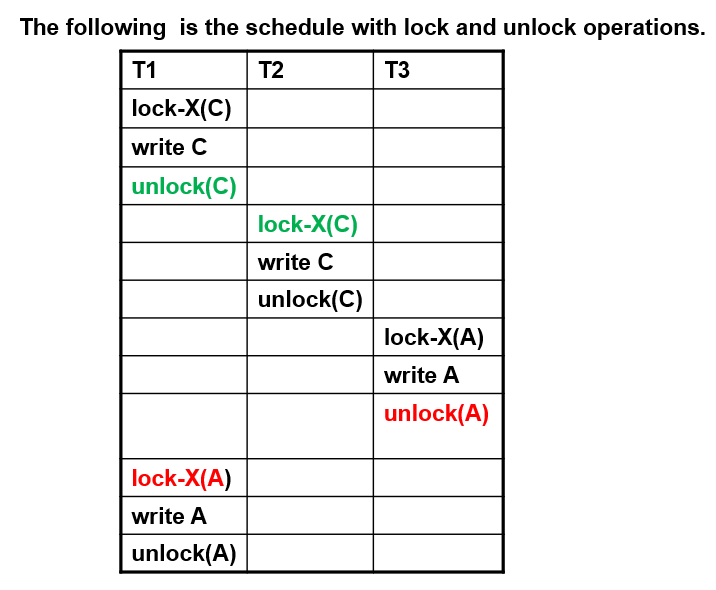 The following  is the schedule with lock and unlock operations.
T1 T2 T3
lock-X(C)
write C
unlock(C)
lock-X(C)
write C
unlock(C)
lock-X(A)
write A
unlock(A)
lock-X(A)
write A
unlock(A)